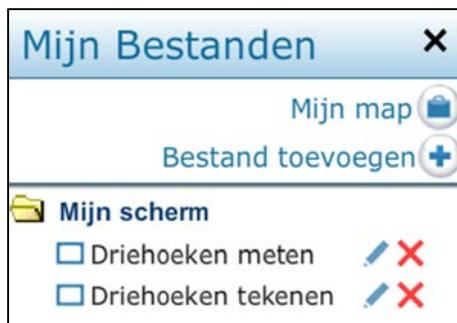 Mijn Bestanden
Mijn map
Bestand toevoegen
Mijn scherm
Driehoeken meten
Driehoeken tekenen